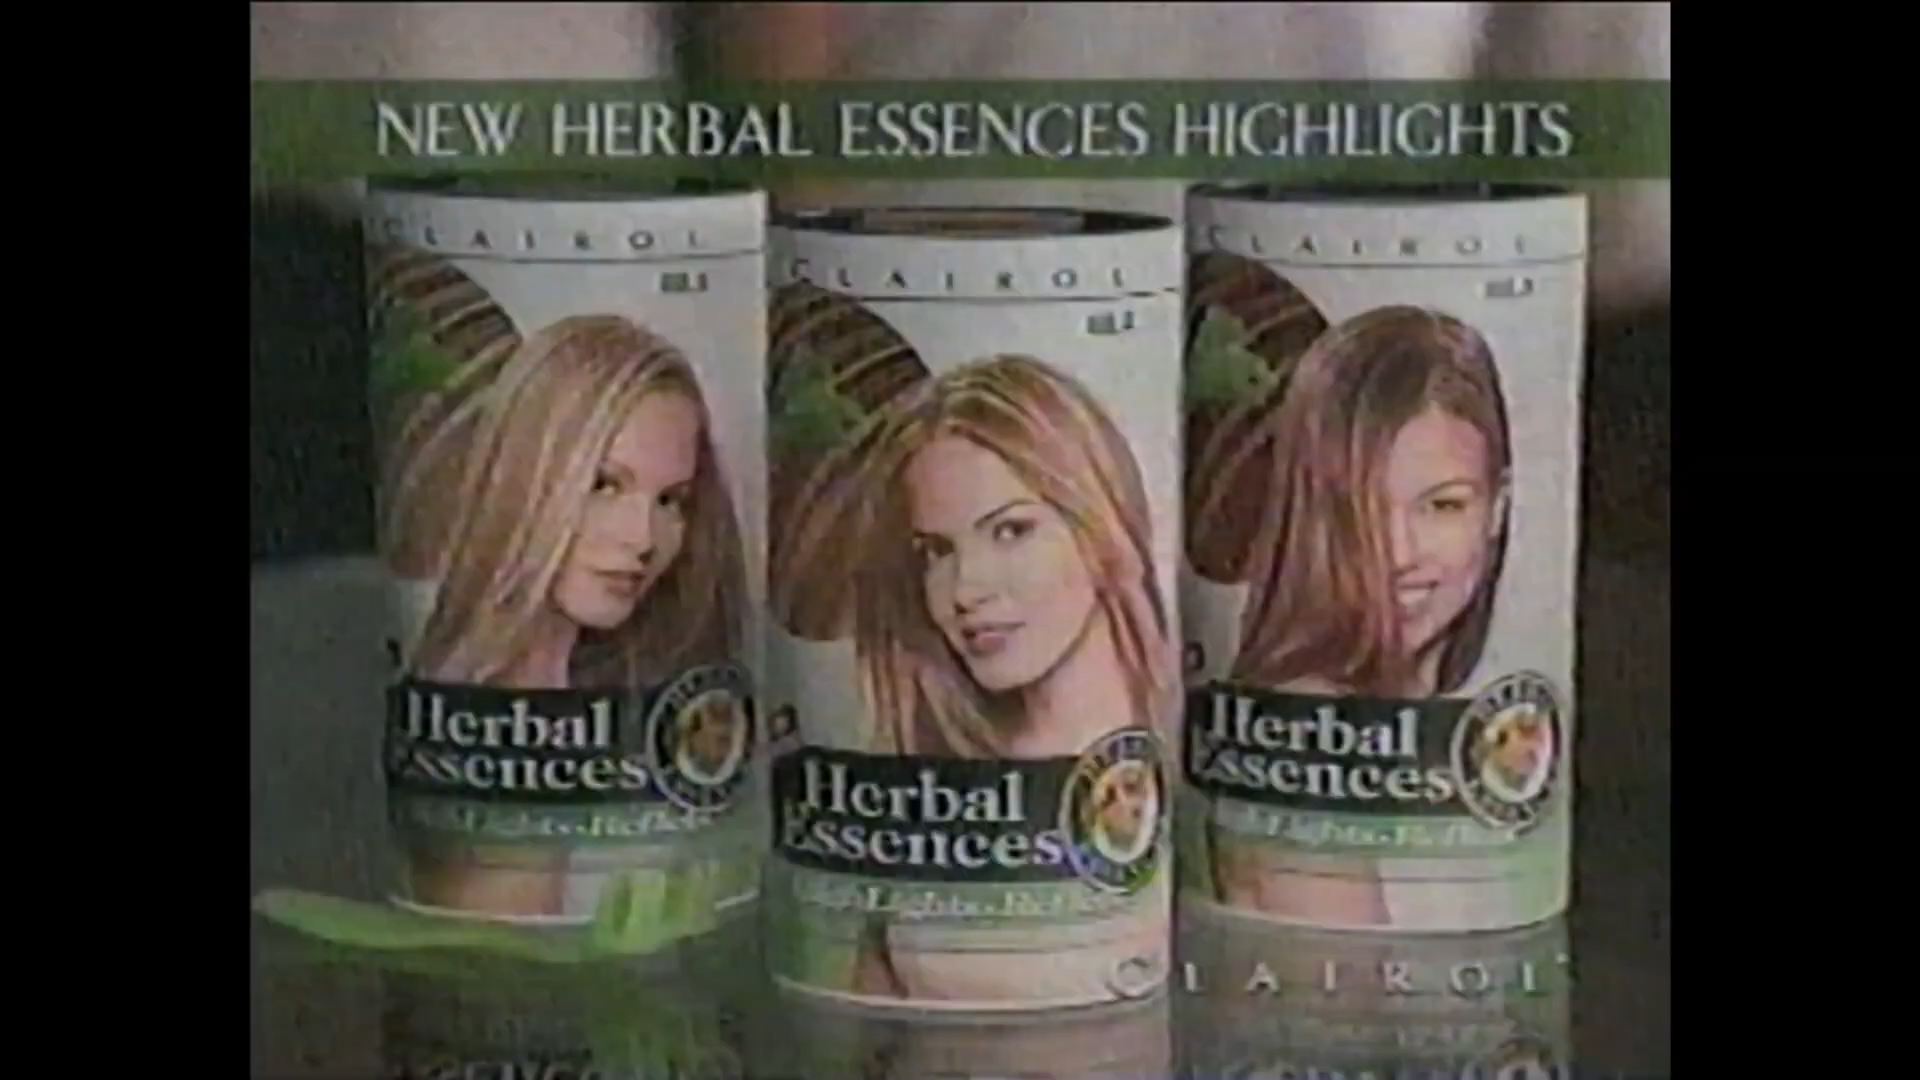 NEW HERBAL ESSENCES HIGHLIGHTS
CLAIROL
CLAIROL
CLAIROL
Herbal
Essences
Herbal
Essences
Herbal
Essences
CLAIROL